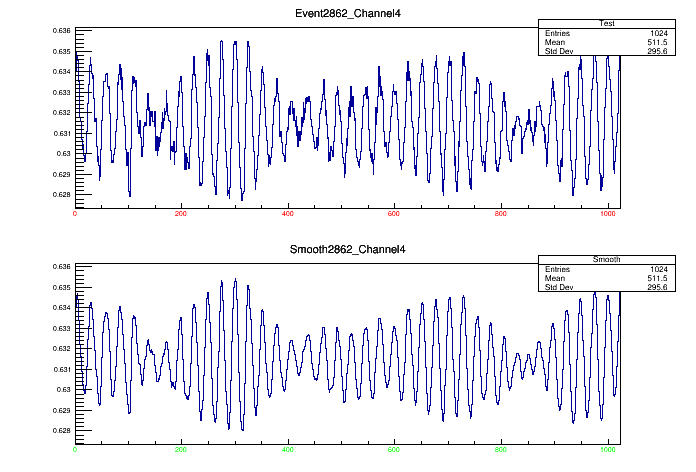 Event2862_Channel4
Test
Entries 1024
Mean 511.5
Std Dev 295.6
0.636
0.635
0.634
0.633
0.632
0.631
0.63
0.629
0.628
0 200 400 600 800 1000
Smooth2862_Channel4
Smooth
Entries 1024
Mean 511.5
Std Dev 295.6
0.636
0.635
0.634
0.633
0.632
0.631
0.63
0.629
0.628
0 200 400 600 800 1000